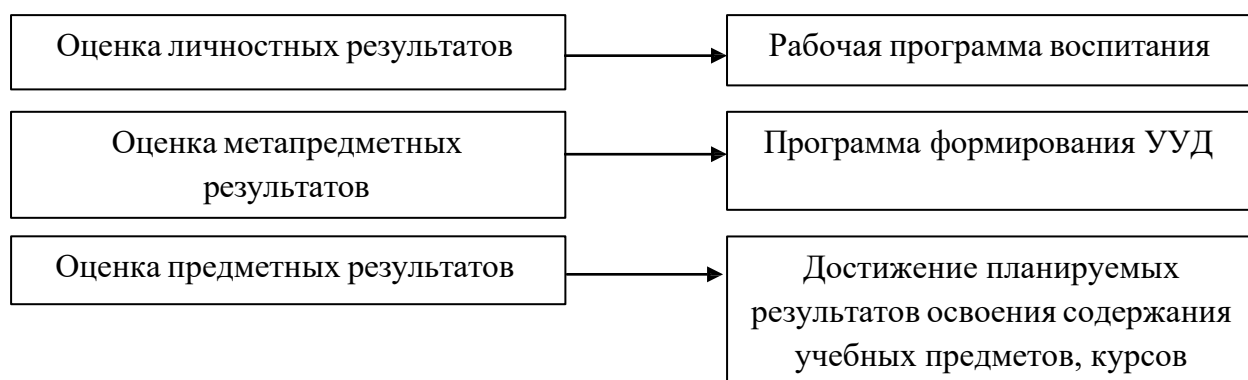 Оценка личностных результатов
Рабочая программа воспитания
Оценка метапредметных
результатов
Программа формирования УУД
Оценка предметных результатов
Достижение планируемых
результатов освоения содержания
учебных предметов, курсов